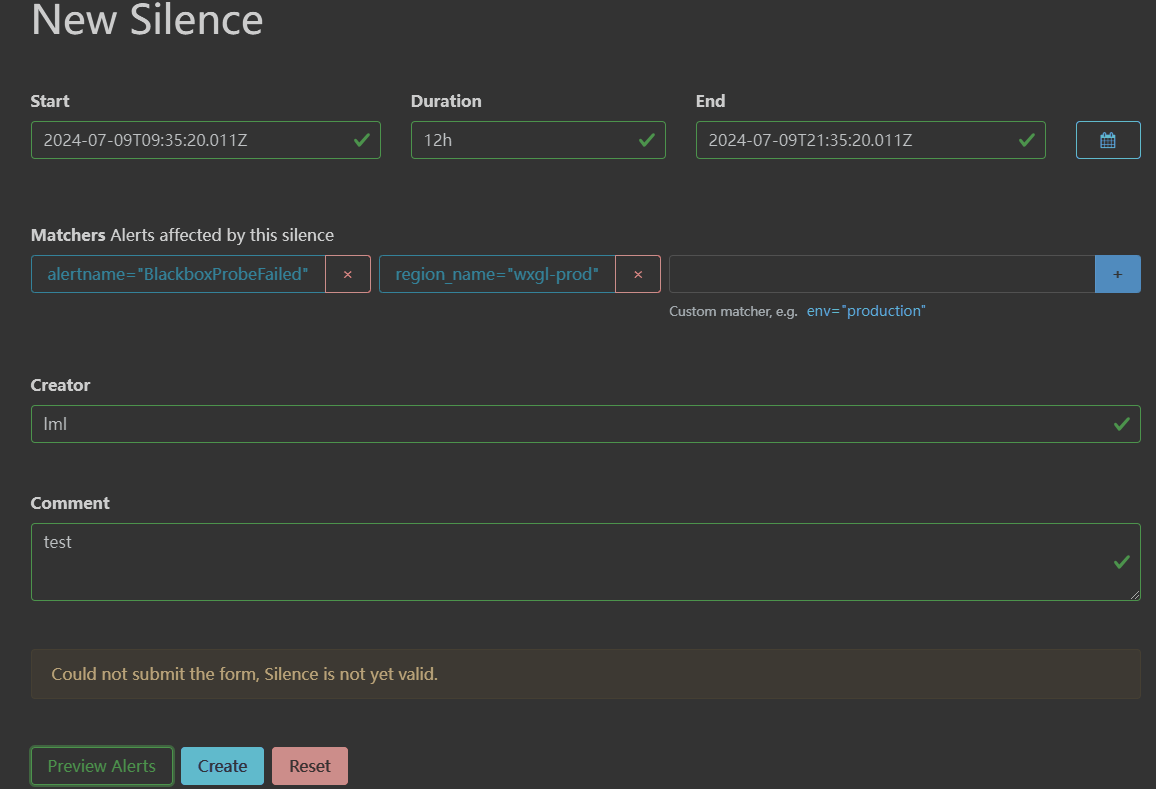 New Silence
Start Duration End
2024-07-09T09:35:20.011Z 12h 2024-07-09T21:35:20.011Z
Matchers Alerts affected by this silence
alertname="BlackboxProbeFailed" × region_name="wxgl-prod" × +
Custom matcher, e.g. env="production"
Creator
lml
Comment
test
Could not submit the form, Silence is not yet valid.
Preview Alerts Create Reset